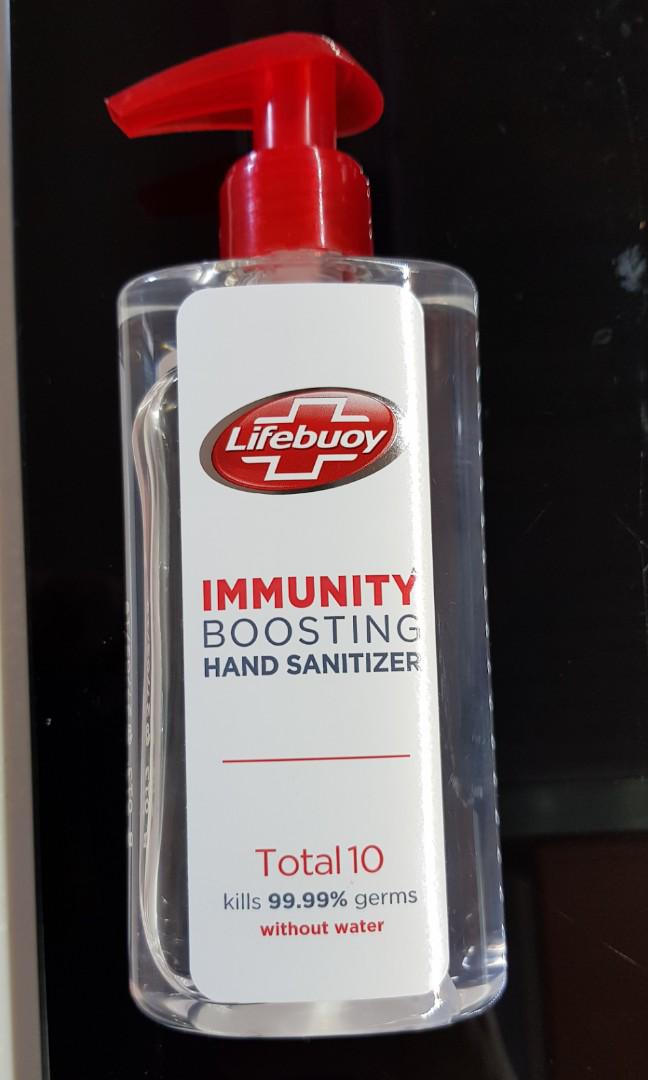 Lifebuoy
IMMUNITY^
BOOSTING
HAND SANITIZER
Total 10
kills 99.99% germs
without water